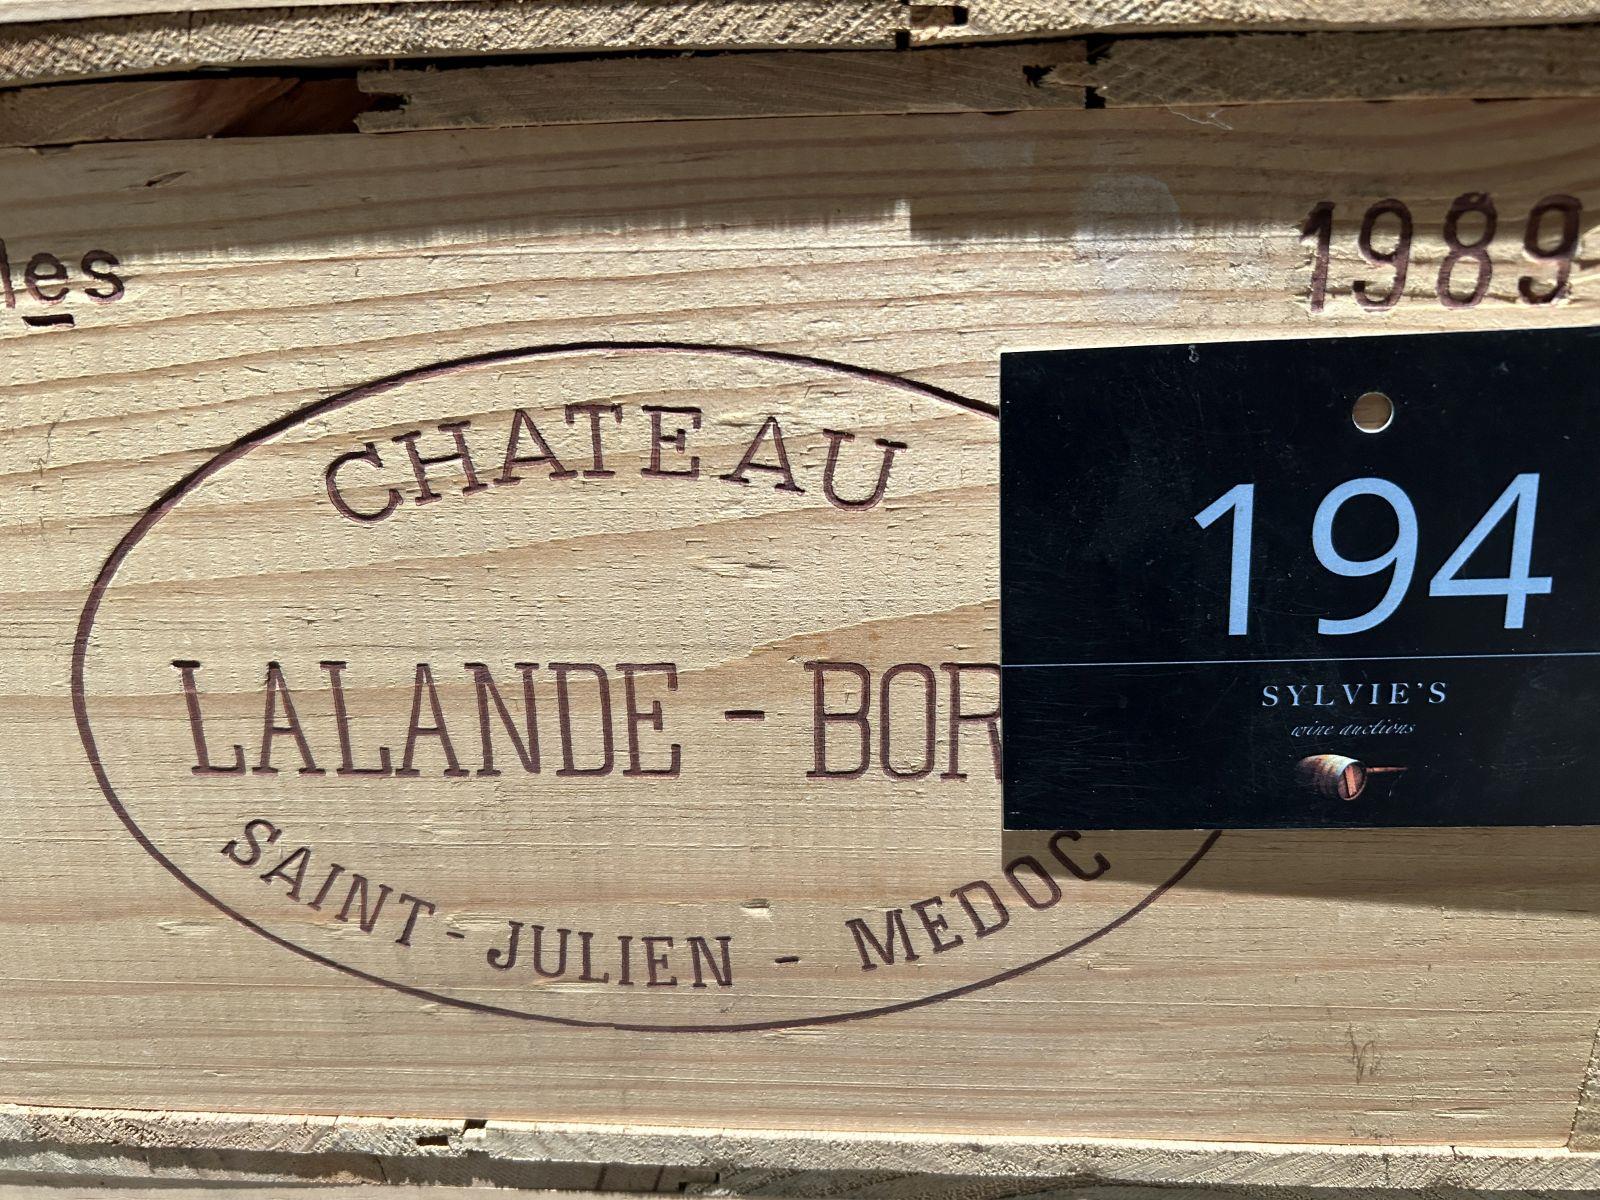 les
1989
CHATEAU
LALANDE - BOR
SAINT-JULIEN - MEDOC
194
SYLVIE'S
wine auctions